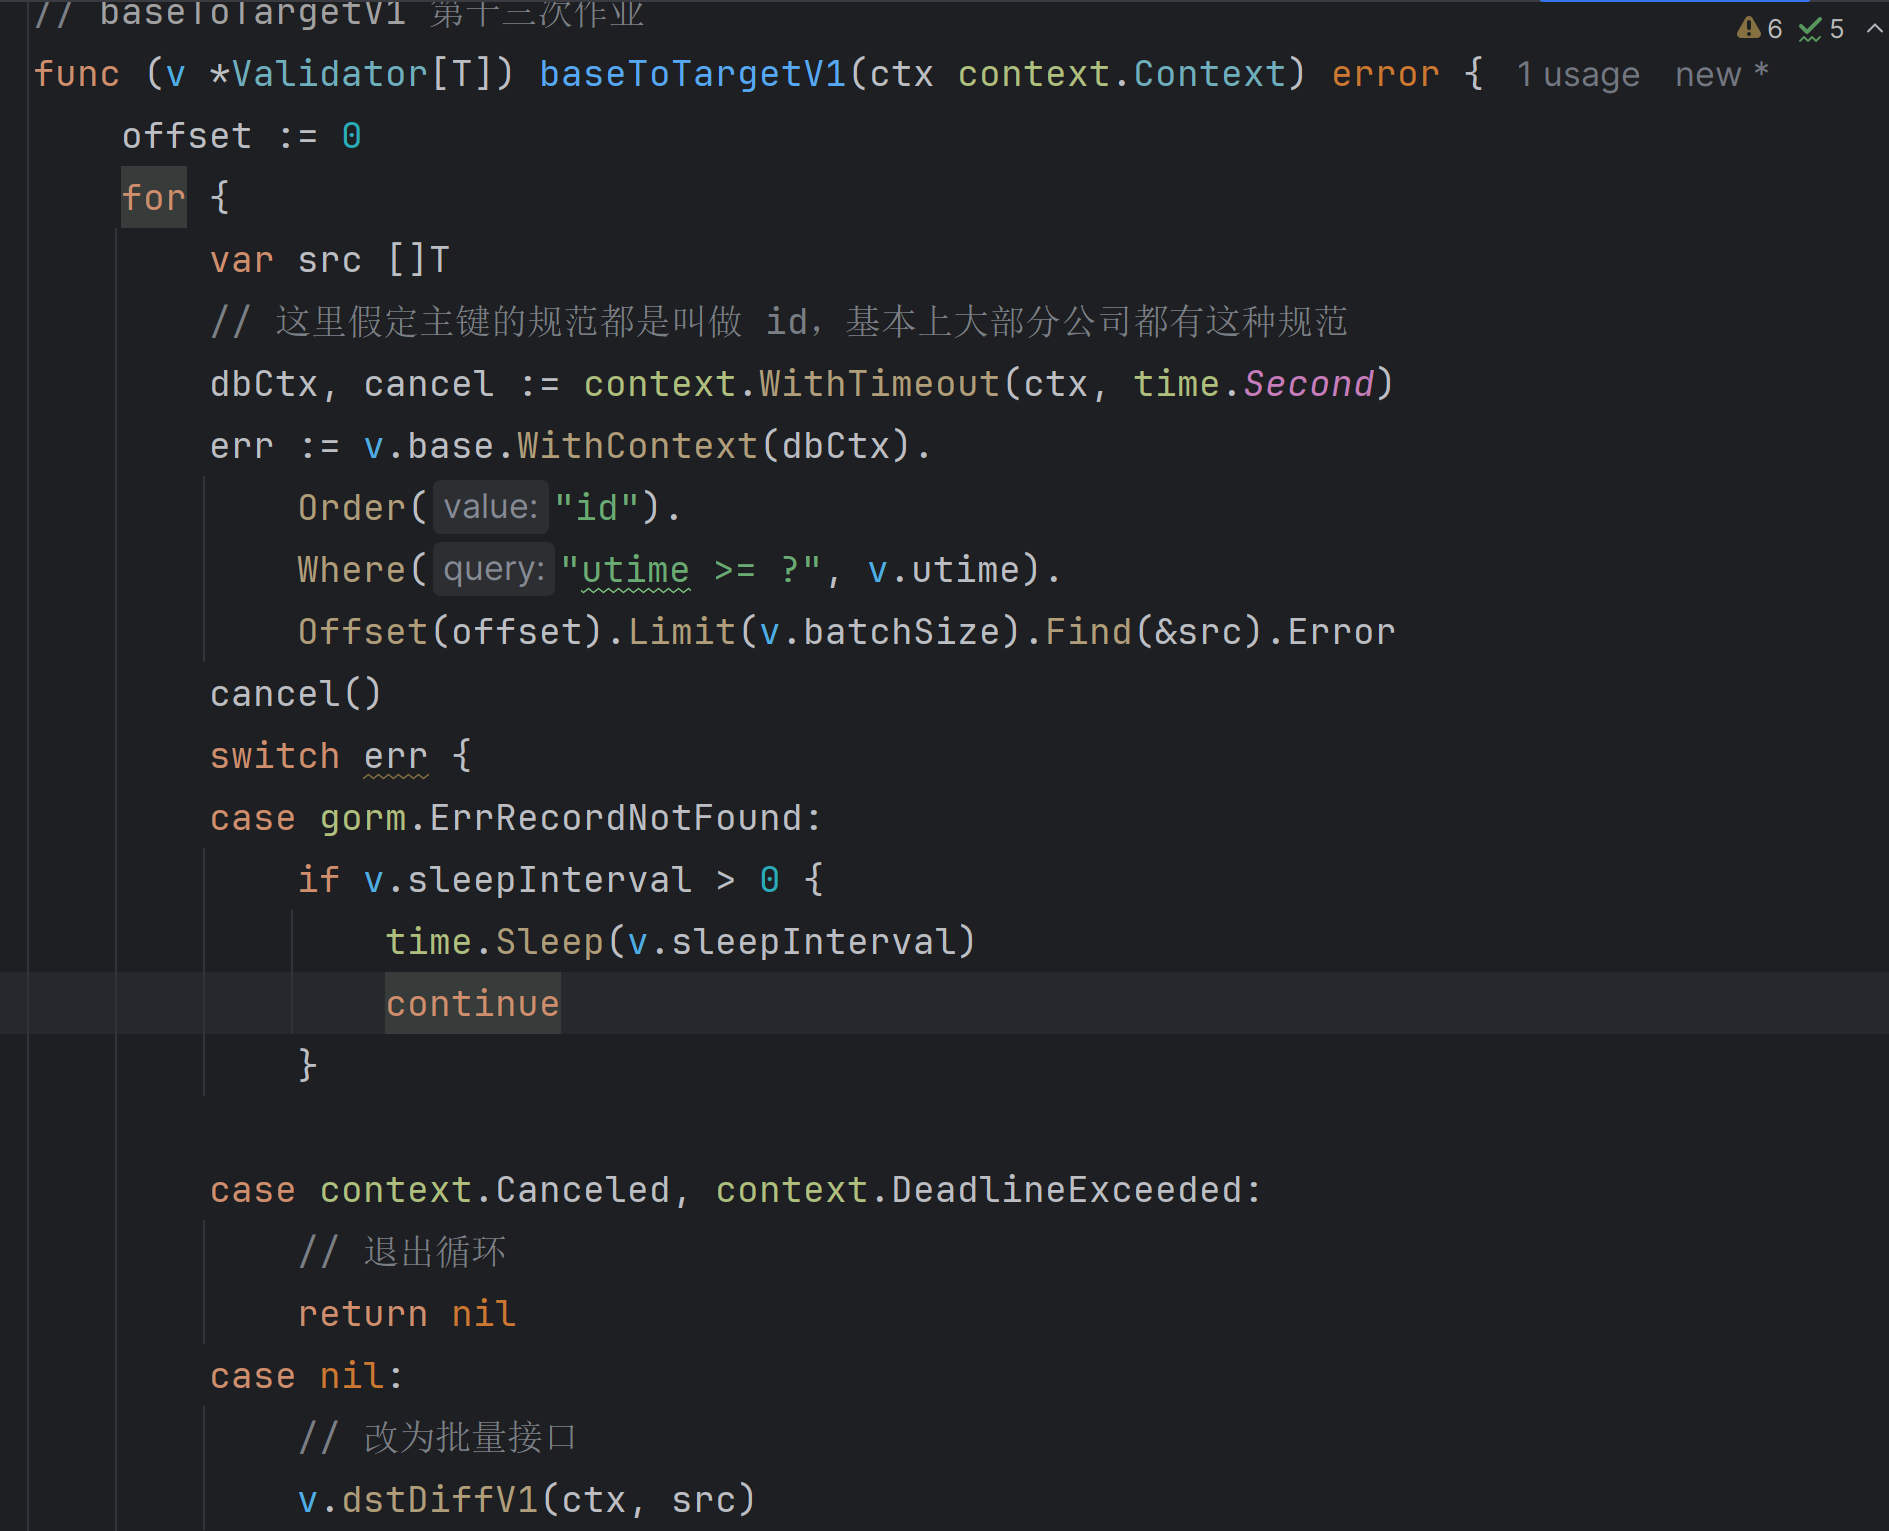 // baseToTargetV1 第十三次作业
6 5
func (v *Validator[T]) baseToTargetV1(ctx context.Context) error { 1 usage new *
offset := 0
for {
var src []T
// 这里假定主键的规范都是叫做 id，基本上大部分公司都有这种规范
dbCtx, cancel := context.WithTimeout(ctx, time.Second)
err := v.base.WithContext(dbCtx).
Order( value: "id").
Where( query: "utime >= ?", v.utime).
Offset(offset).Limit(v.batchSize).Find(&src).Error
cancel()
switch err {
case gorm.ErrRecordNotFound:
if v.sleepInterval > 0 {
time.Sleep(v.sleepInterval)
continue
}
case context.Canceled, context.DeadlineExceeded:
// 退出循环
return nil
case nil:
// 改为批量接口
v.dstDiffV1(ctx, src)